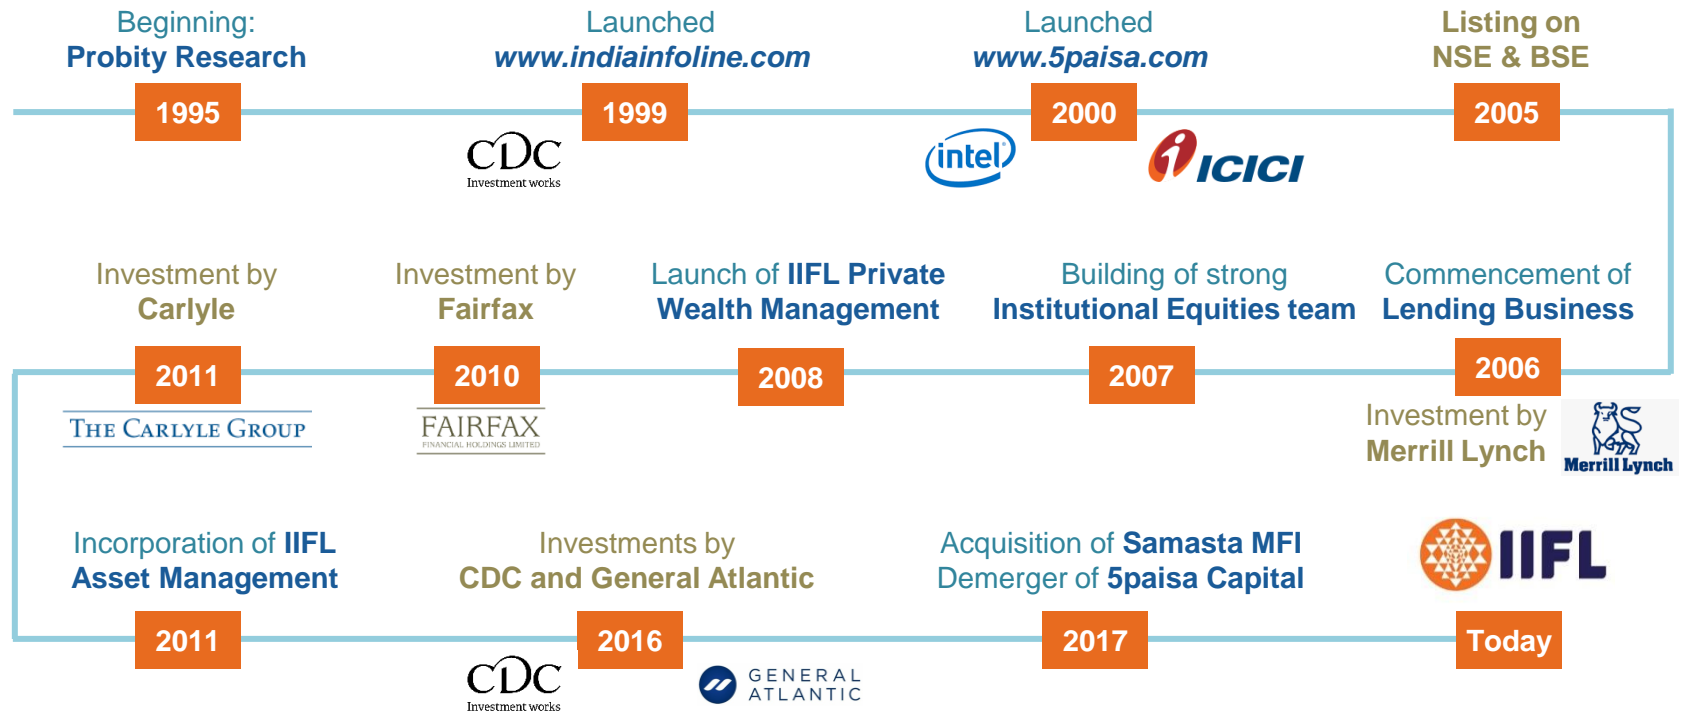 Beginning:
Probity Research
1995
Launched
www.indiainfoline.com
1999
CDC
Investment works
Launched
www.5paisa.com
2000
intel
ICICI
Listing on
NSE & BSE
2005
Commencement of
Lending Business
2006
Investment by
Merrill Lynch
Merrill Lynch
Building of strong
Institutional Equities team
2007
Launch of IIFL Private
Wealth Management
2008
Investment by
Fairfax
2010
FAIRFAX
FINANCIAL HOLDINGS LIMITED
Investment by
Carlyle
2011
THE CARLYLE GROUP
Incorporation of IIFL
Asset Management
2011
Investments by
CDC and General Atlantic
2016
CDC
Investment works
GENERAL
ATLANTIC
Acquisition of Samasta MFI
Demerger of 5paisa Capital
2017
IIFL
Today